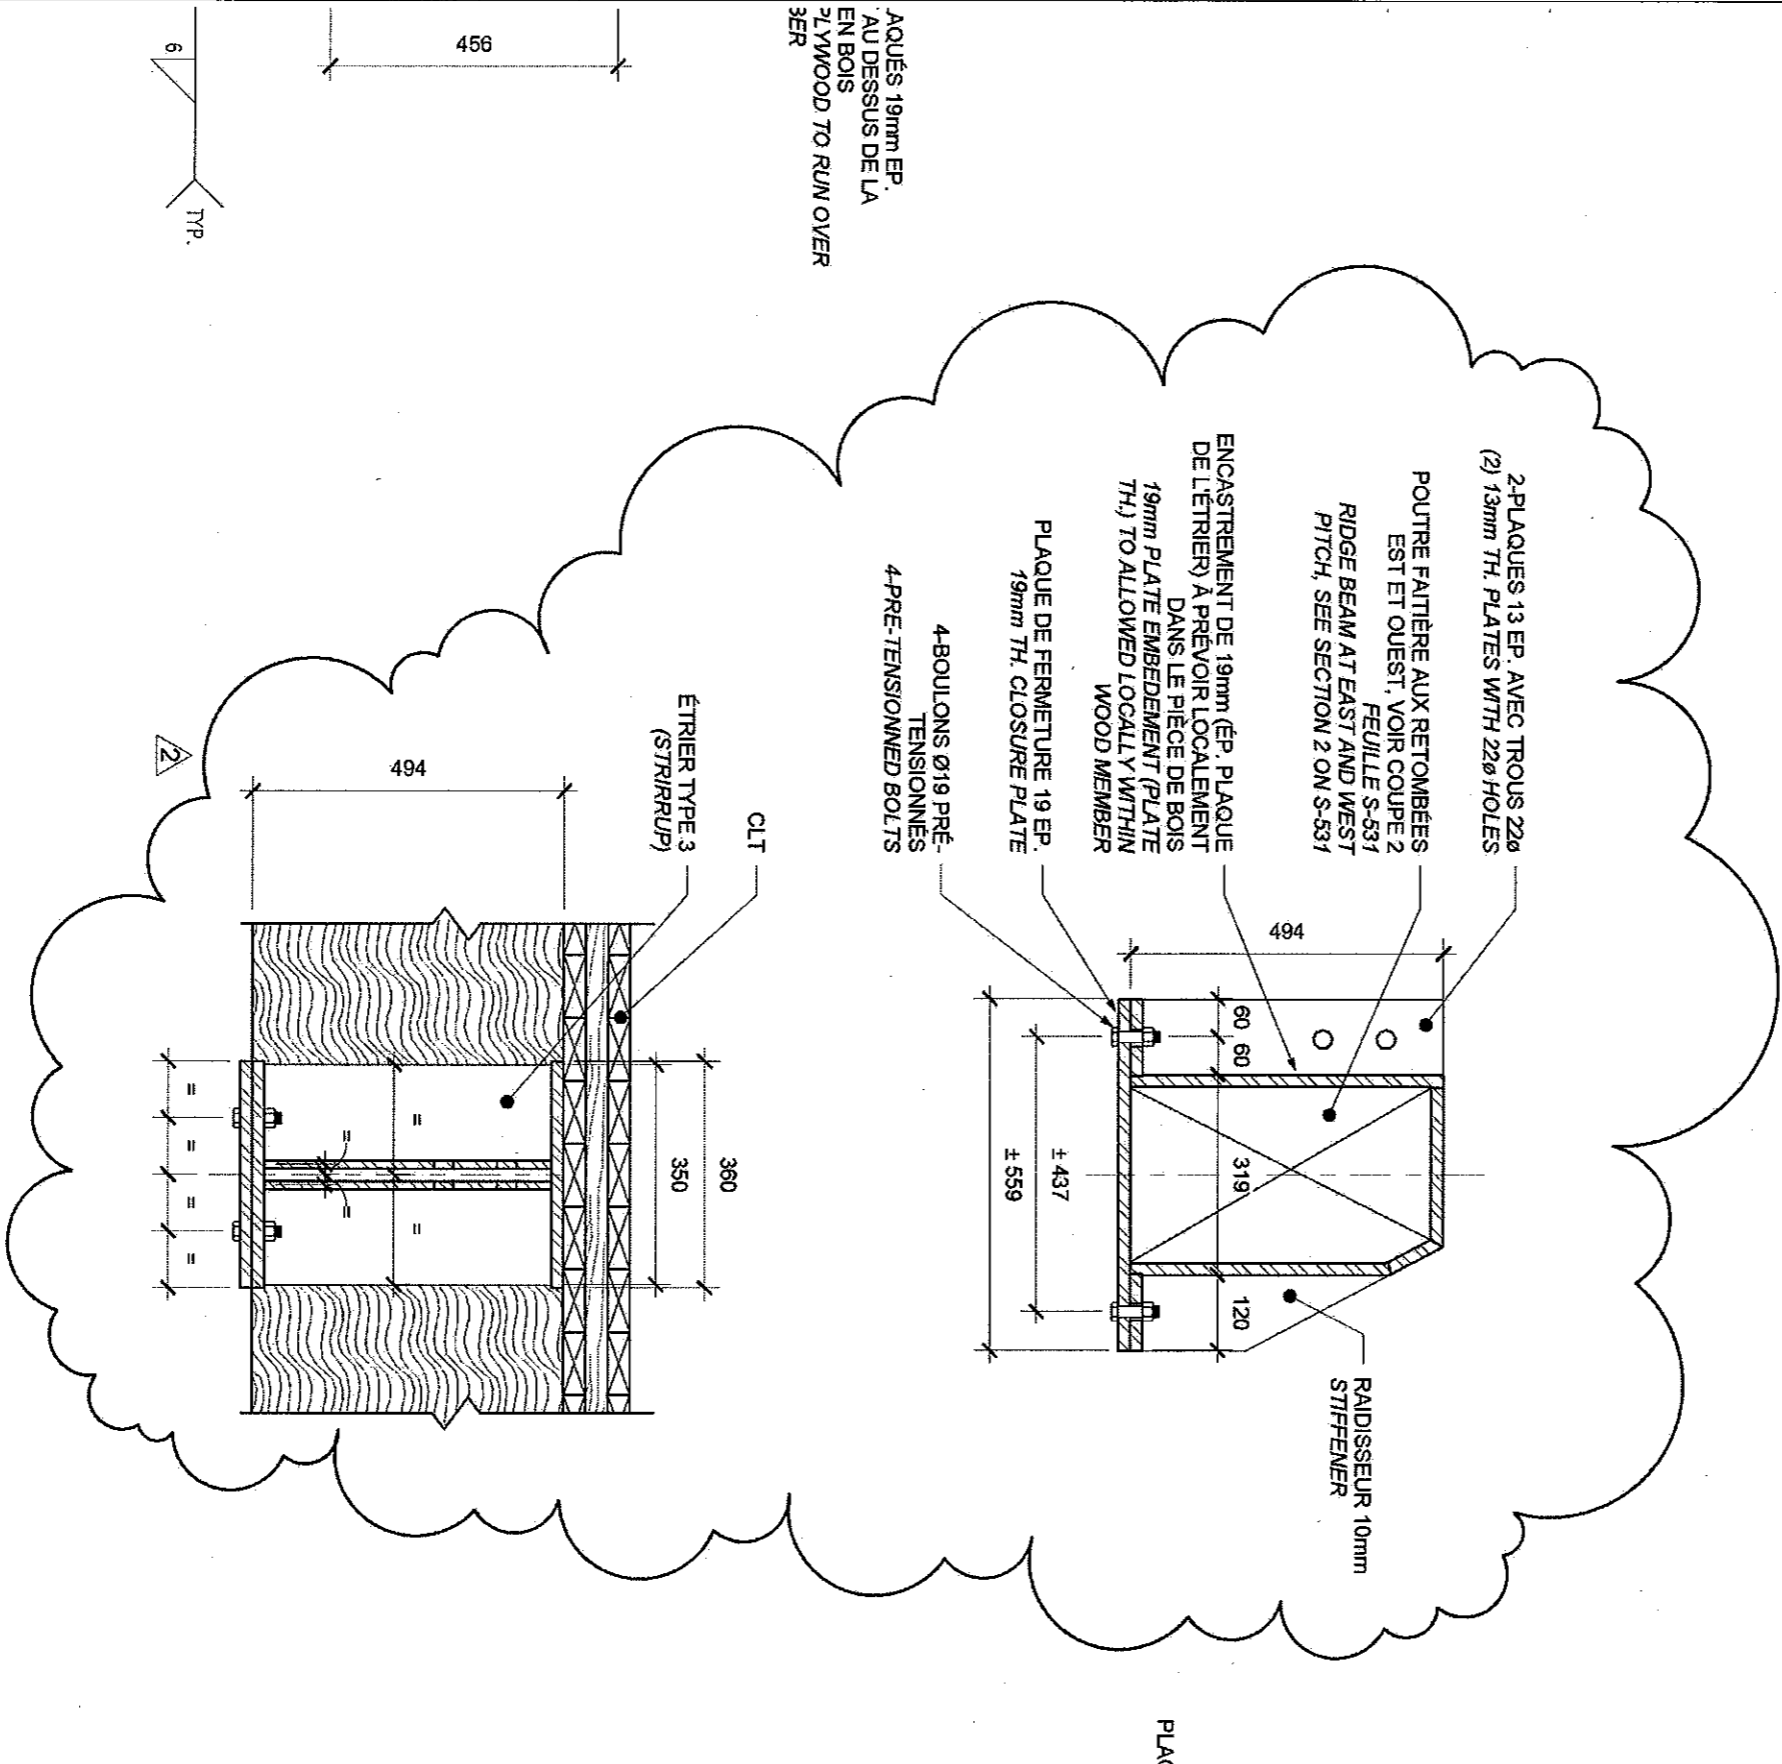 2-PLAQUES 13 EP. AVEC TROUS 22ø
(2) 13mm TH. PLATES WITH 22ø HOLES
POUTRE FAITIÈRE AUX RETOMBÉES
EST ET OUEST, VOIR COUPE 2
FEUILLE S-531
RIDGE BEAM AT EAST AND WEST
PITCH, SEE SECTION 2 ON S-531
ENCASTREMENT DE 19mm (ÉP. PLAQUE
DE L'ÉTRIER) À PRÉVOIR LOCALEMENT
DANS LE PIÈCE DE BOIS
19mm PLATE EMBEDEMENT (PLATE
TH.) TO ALLOWED LOCALLY WITHIN
WOOD MEMBER
PLAQUE DE FERMETURE 19 EP.
19mm TH. CLOSURE PLATE
4-BOULONS Ø19 PRÉ-
TENSIONNÉS
4-PRE-TENSIONNED BOLTS
494
60
60
319
120
±437
±559
RAIDISSEUR 10mm
STIFFENER
CLT
ÉTRIER TYPE 3
(STRIRRUP)
494
360
350
=
=
=
=
=
=
=
=
2
AQUÉS 19mm EP.
AU DESSUS DE LA
EN BOIS
PLYWOOD TO RUN OVER
BER
456
6
TYP.
PLAQ